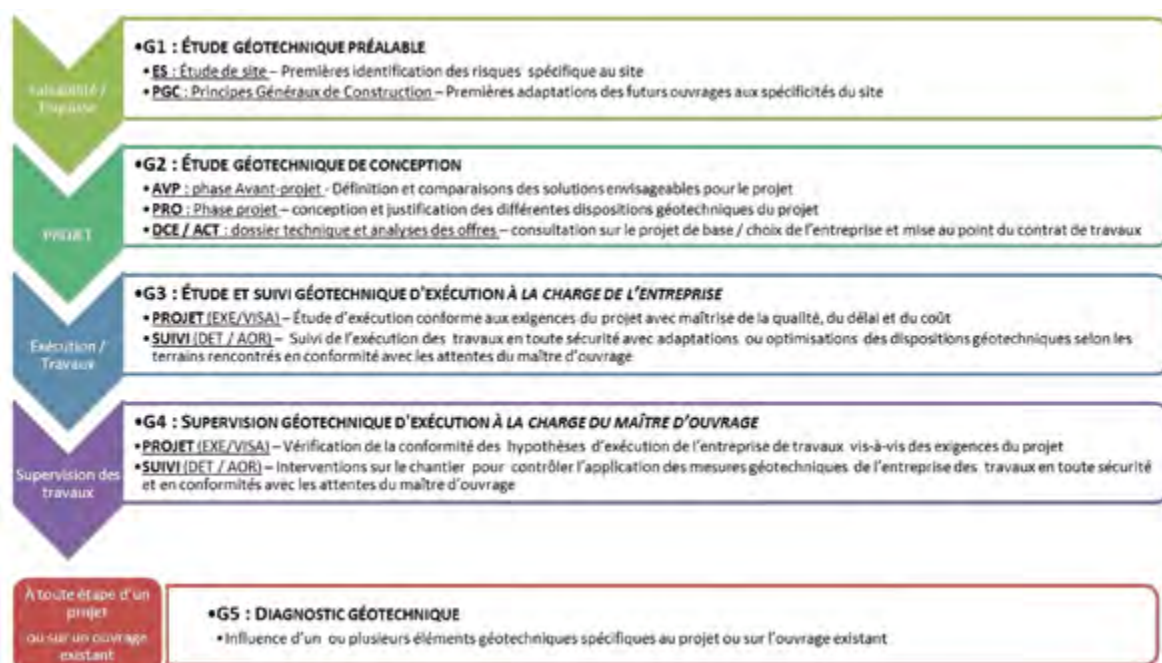 Faisabilité /
Esquisse
•G1 : ÉTUDE GÉOTECHNIQUE PRÉALABLE
•ES : Étude de site – Premières identification des risques spécifique au site
•PGC : Principes Généraux de Construction – Premières adaptations des futurs ouvrages aux spécificités du site
PROJET
•G2 : ÉTUDE GÉOTECHNIQUE DE CONCEPTION
•AVP : phase Avant-projet - Définition et comparaisons des solutions envisageables pour le projet
•PRO : Phase projet – conception et justification des différentes dispositions géotechniques du projet
•DCE / ACT : dossier technique et analyses des offres – consultation sur le projet de base / choix de l'entreprise et mise au point du contrat de travaux
Exécution /
Travaux
•G3 : ÉTUDE ET SUIVI GÉOTECHNIQUE D'EXÉCUTION À LA CHARGE DE L'ENTREPRISE
•PROJET (EXE/VISA) – Étude d'exécution conforme aux exigences du projet avec maîtrise de la qualité, du délai et du coût
•SUIVI (DET / AOR) – Suivi de l'exécution des travaux en toute sécurité avec adaptations ou optimisations des dispositions géotechniques selon les
terrains rencontrés en conformité avec les attentes du maître d'ouvrage
Supervision des
travaux
•G4 : SUPERVISION GÉOTECHNIQUE D'EXÉCUTION À LA CHARGE DU MAÎTRE D'OUVRAGE
•PROJET (EXE/VISA) – Vérification de la conformité des hypothèses d'exécution de l'entreprise de travaux vis-à-vis des exigences du projet
•SUIVI (DET / AOR) – Interventions sur le chantier pour contrôler l'application des mesures géotechniques de l'entreprise des travaux en toute sécurité
et en conformités avec les attentes du maître d'ouvrage
À toute étape d'un
projet
ou sur un ouvrage
existant
•G5 : DIAGNOSTIC GÉOTECHNIQUE
•Influence d'un ou plusieurs éléments géotechniques spécifiques au projet ou sur l'ouvrage existant